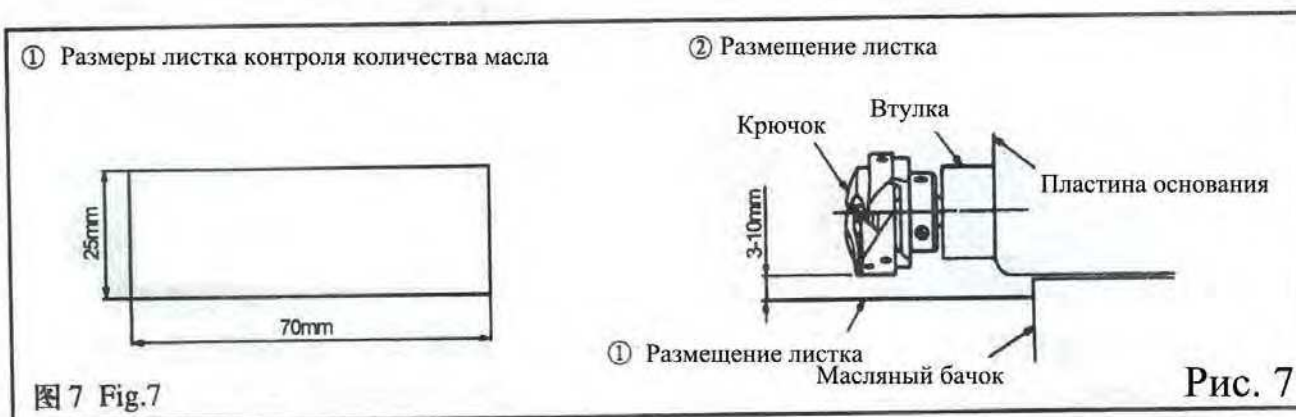 ① Размеры листка контроля количества масла
25mm
70mm
图 7 Fig.7
② Размещение листка
Крючок
Втулка
Пластина основания
3-10mm
① Размещение листка
Масляный бачок
Рис. 7